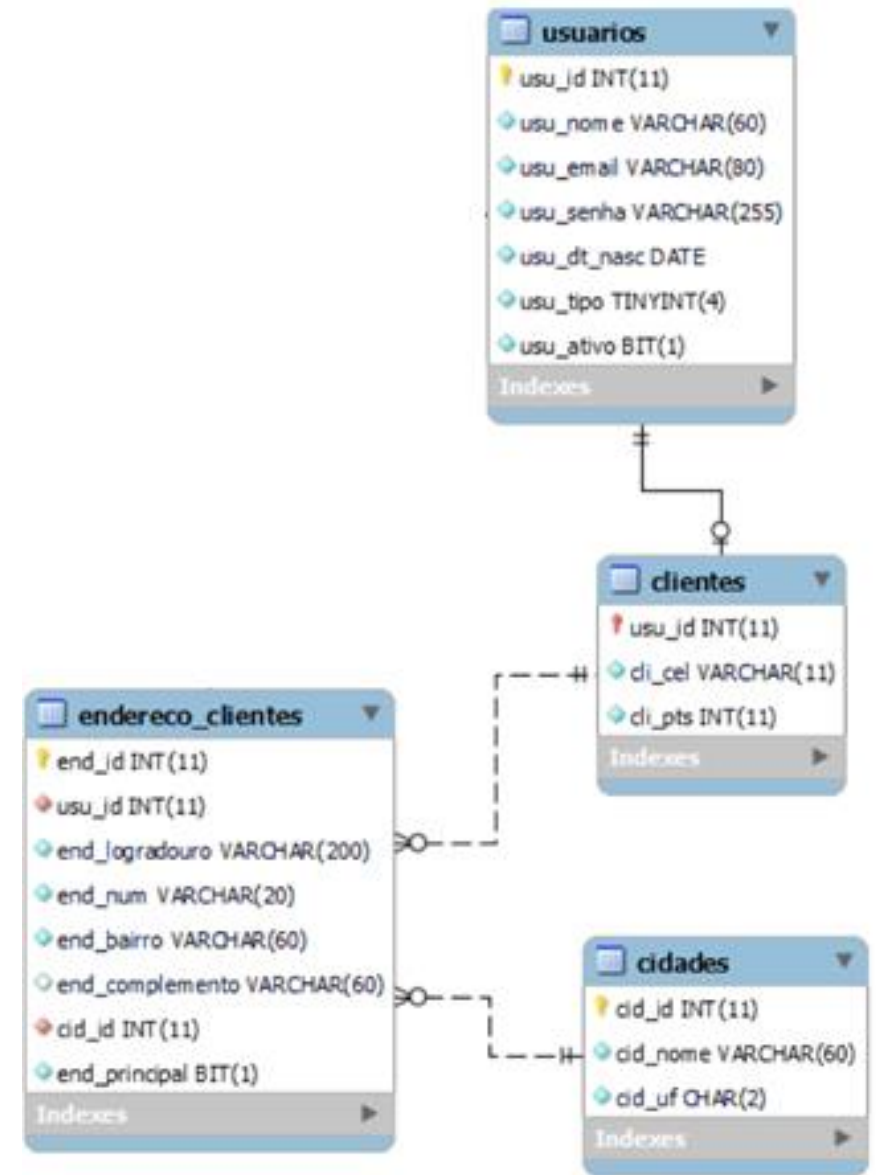 usuarios
usu_id INT(11)
usu_nome VARCHAR(60)
usu_email VARCHAR(80)
usu_senha VARCHAR(255)
usu_dt_nasc DATE
usu_tipo TINYINT(4)
usu_ativo BIT(1)
Indexes
clientes
usu_id INT(11)
cli_cel VARCHAR(11)
cli_pts INT(11)
Indexes
endereco_clientes
end_id INT(11)
usu_id INT(11)
end_logradouro VARCHAR(200)
end_num VARCHAR(20)
end_bairro VARCHAR(60)
end_complemento VARCHAR(60)
cid_id INT(11)
end_principal BIT(1)
Indexes
cidades
cid_id INT(11)
cid_nome VARCHAR(60)
cid_uf CHAR(2)
Indexes